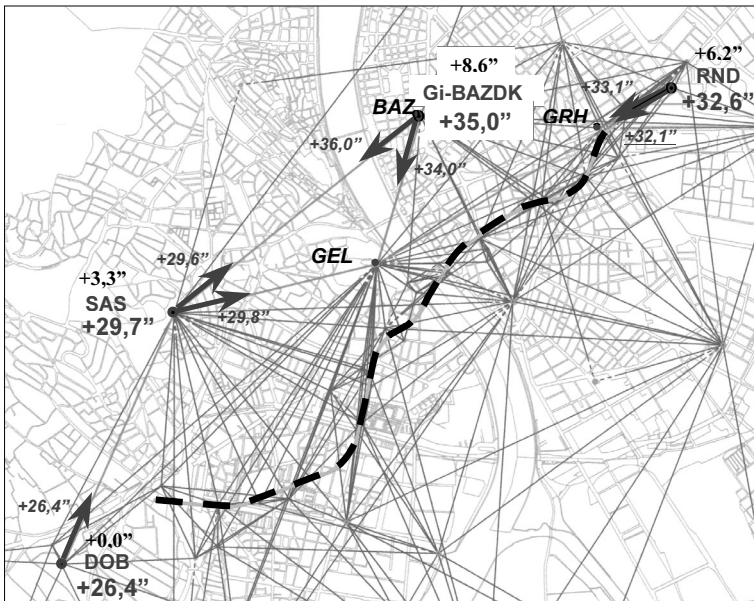 +8,6”
Gi-BAZDK
+35,0”
+6,2”
RND
+32,6”
+33,1”
+32,1”
BAZ
GRH
+36,0”
+34,0”
GEL
+29,6”
+3,3”
SAS
+29,7”
+29,8”
+26,4”
+0,0”
DOB
+26,4”